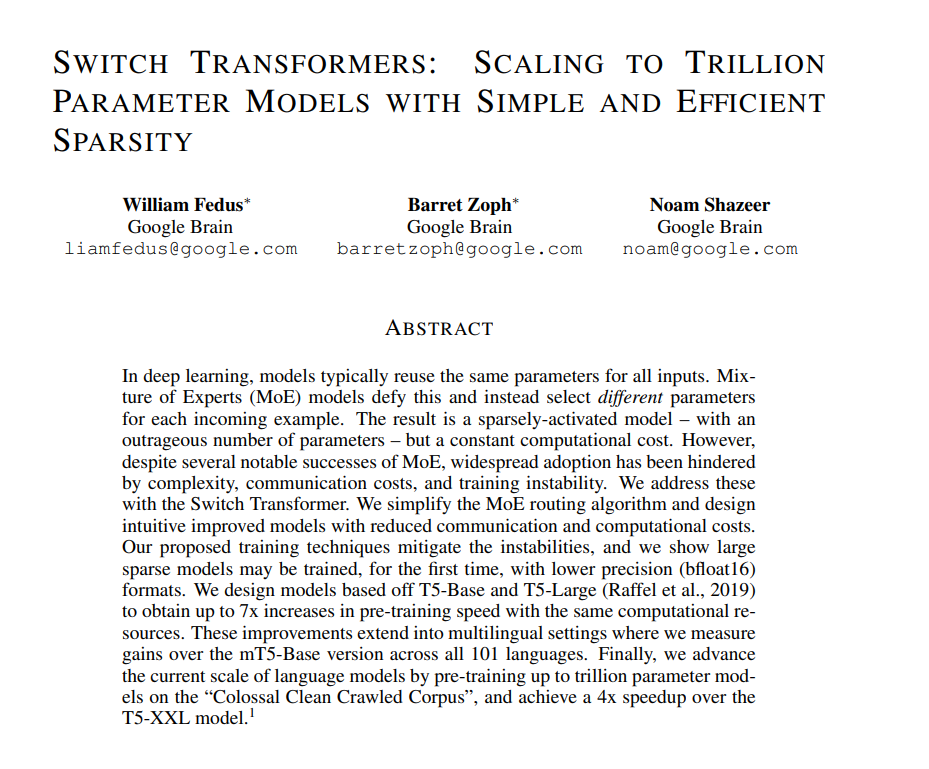 SWITCH TRANSFORMERS: SCALING TO TRILLION
PARAMETER MODELS WITH SIMPLE AND EFFICIENT
SPARSITY
William Fedus* Barret Zoph* Noam Shazeer
Google Brain Google Brain Google Brain
liamfedus@google.com barretzoph@google.com noam@google.com
ABSTRACT
In deep learning, models typically reuse the same parameters for all inputs. Mix-
ture of Experts (MoE) models defy this and instead select different parameters
for each incoming example. The result is a sparsely-activated model – with an
outrageous number of parameters – but a constant computational cost. However,
despite several notable successes of MoE, widespread adoption has been hindered
by complexity, communication costs, and training instability. We address these
with the Switch Transformer. We simplify the MoE routing algorithm and design
intuitive improved models with reduced communication and computational costs.
Our proposed training techniques mitigate the instabilities, and we show large
sparse models may be trained, for the first time, with lower precision (bfloat16)
formats. We design models based off T5-Base and T5-Large (Raffel et al., 2019)
to obtain up to 7x increases in pre-training speed with the same computational re-
sources. These improvements extend into multilingual settings where we measure
gains over the mT5-Base version across all 101 languages. Finally, we advance
the current scale of language models by pre-training up to trillion parameter mod-
els on the “Colossal Clean Crawled Corpus”, and achieve a 4x speedup over the
T5-XXL model.1